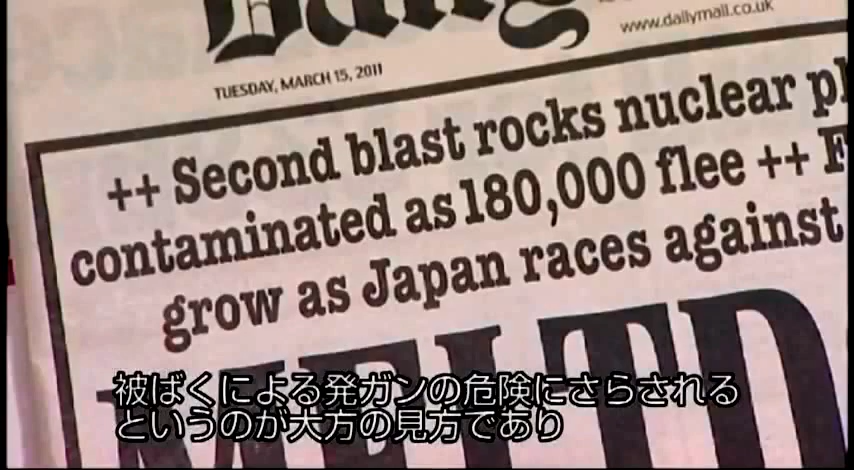 Daily
www.dailymail.co.uk
TUESDAY, MARCH 15, 2011
++ Second blast rocks nuclear
contaminated as 180,000 flee ++
grow as Japan races against
被ばくによる発ガンの危険にさらされる
というのが大方の見方であり